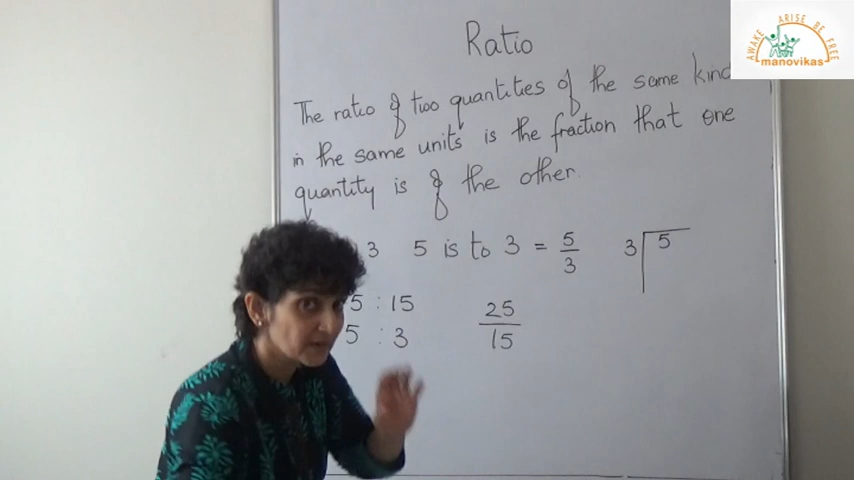 AWAKE ARISE BE FREE
manovikas
Ratio
The ratio of two quantities of the same kind
in the same units is the fraction that one
quantity is of the other.
3 5 is to 3 = 5/3 3 5
5 : 15 25/15
5 : 3